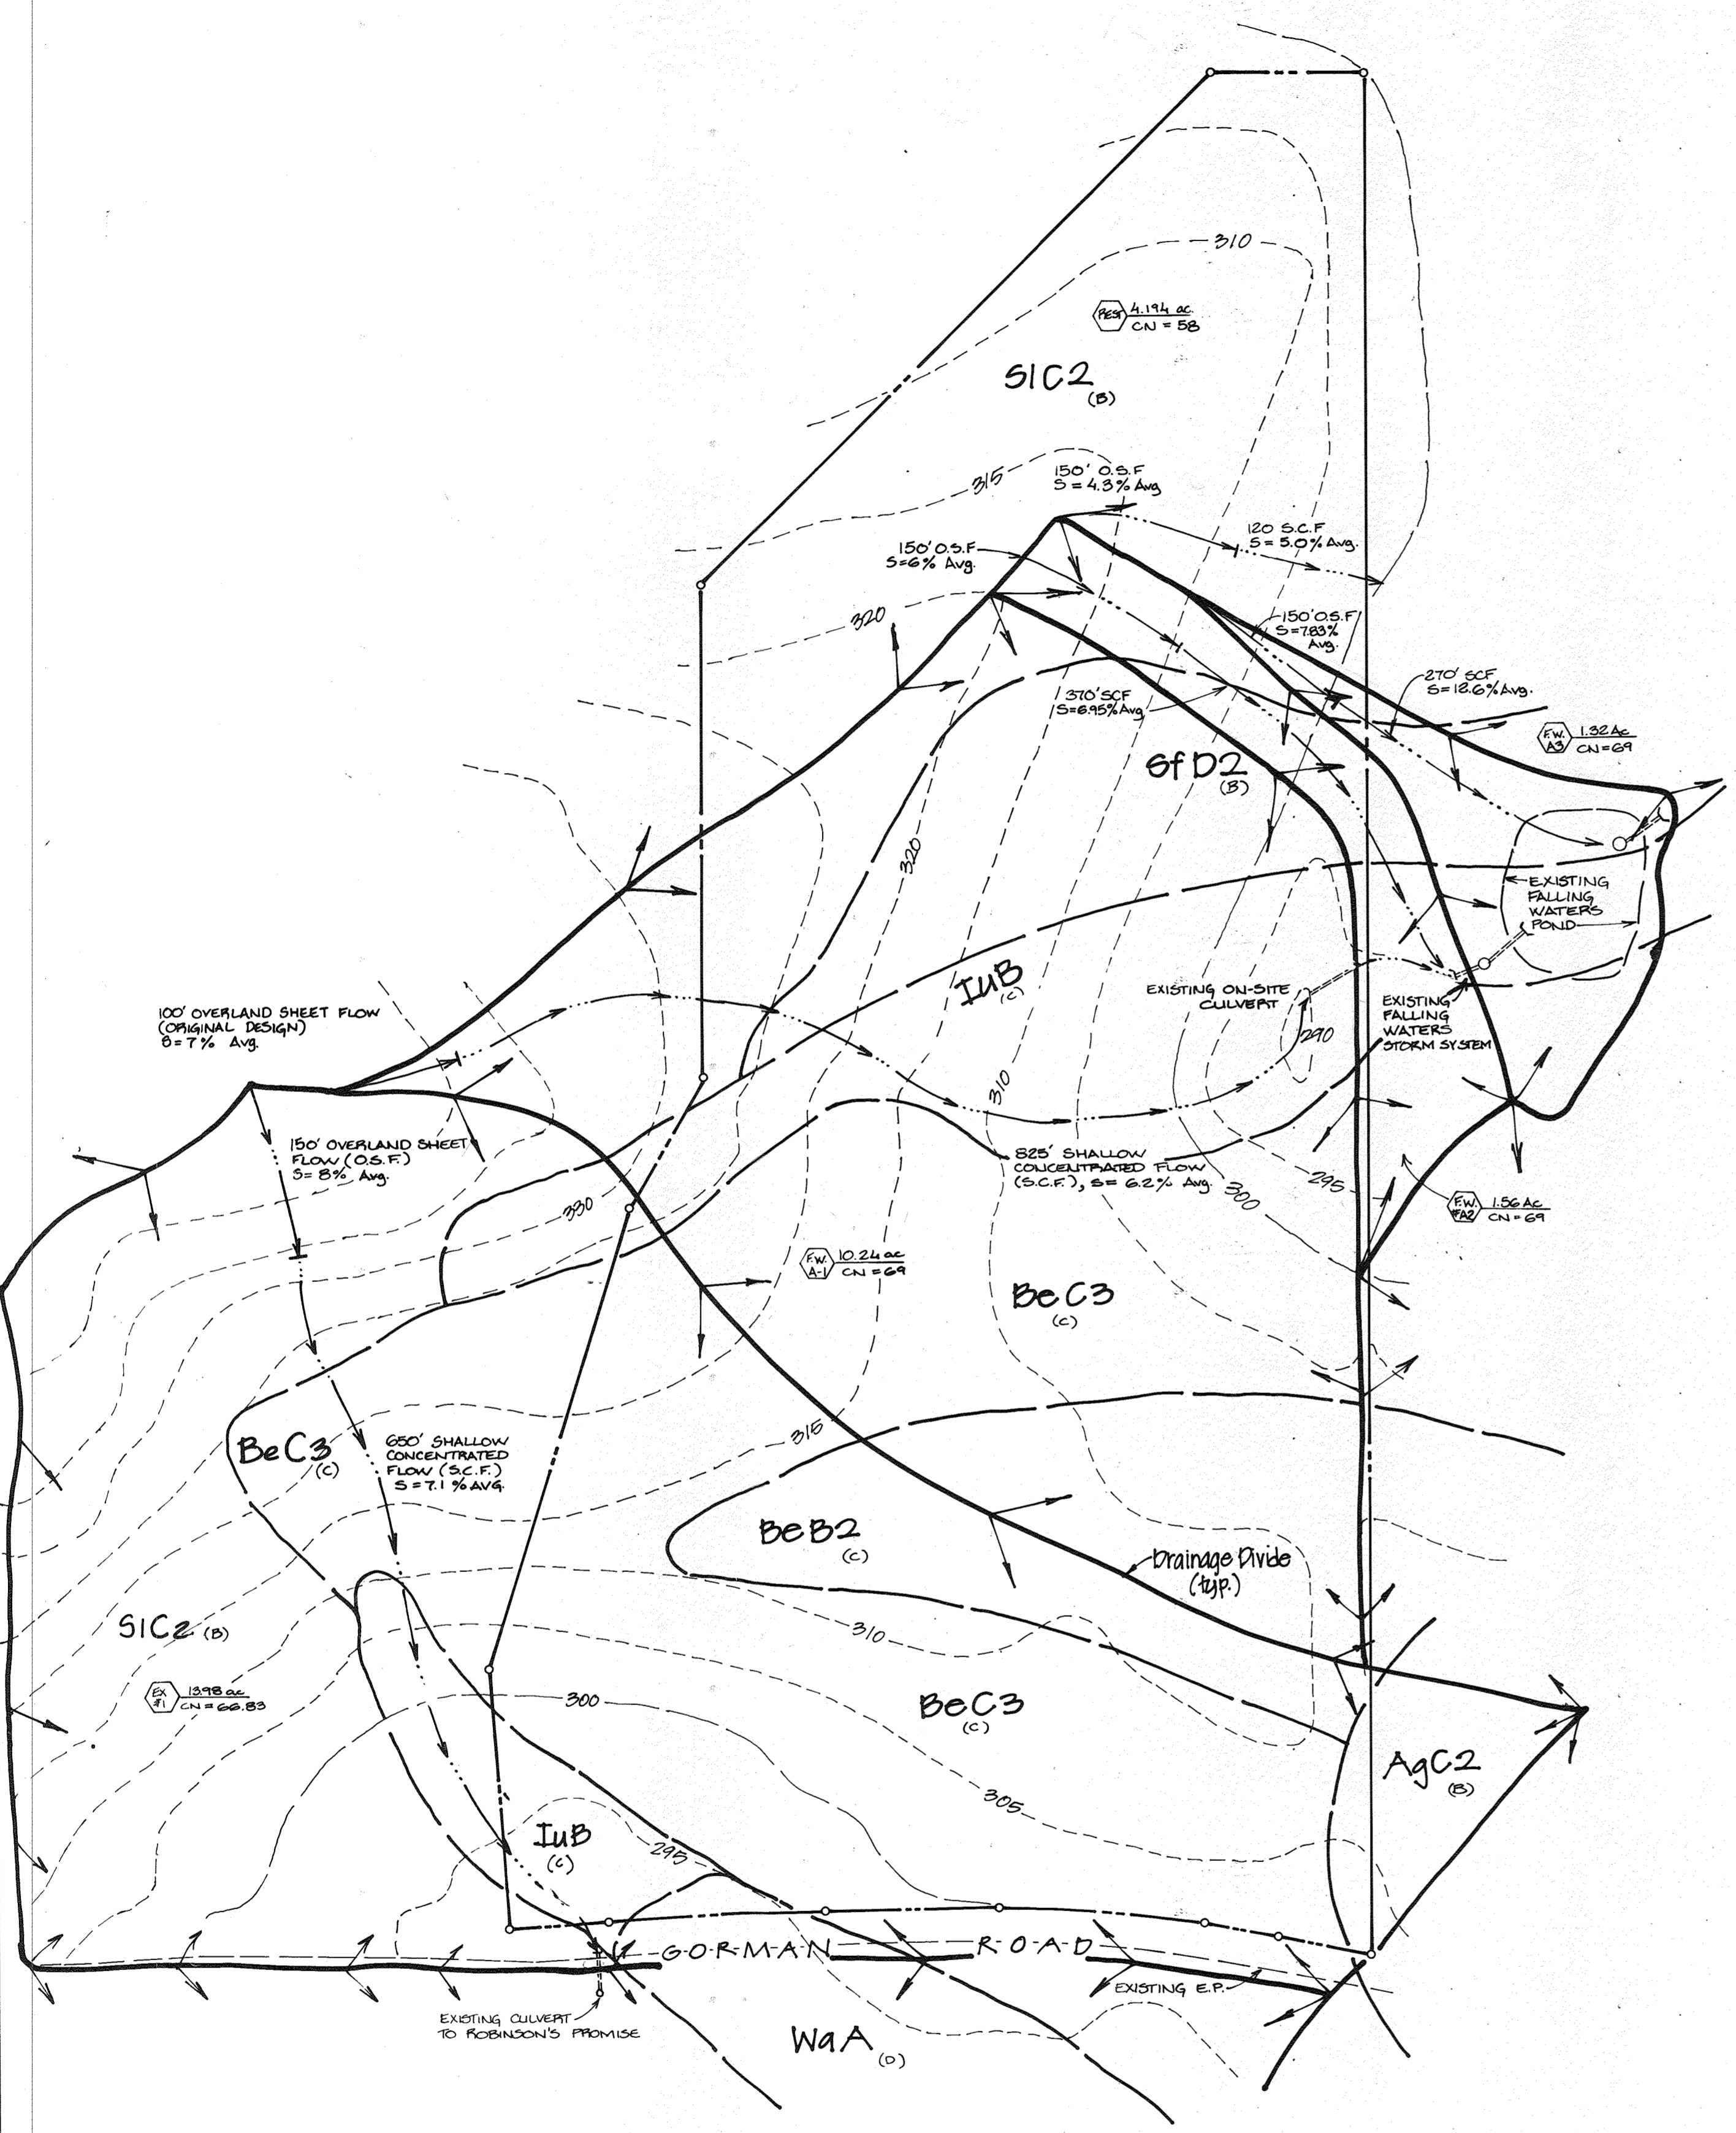 310
REST 4.194 ac.
CN = 58
SlC2
(B)
315
150' O.S.F
S = 4.3% Avg
120 S.C.F
S = 5.0% Avg.
150' O.S.F
S=6% Avg.
320
150' O.S.F
S=7.83%
Avg.
270' SCF
S=12.6% Avg.
370' SCF
S=6.95% Avg
F.W. A3 1.32 Ac
CN=69
SfD2
(B)
320
EXISTING
FALLING
WATERS
POND
IuB
(C)
EXISTING ON-SITE
CULVERT
EXISTING
FALLING
WATERS
STORM SYSTEM
290
100' OVERLAND SHEET FLOW
(ORIGINAL DESIGN)
S=7% Avg.
310
150' OVERLAND SHEET
FLOW (O.S.F.)
S= 8% Avg.
825' SHALLOW
CONCENTRATED FLOW
(S.C.F.), S= 6.2% Avg.
295
300
330
F.W. #A2 1.56 Ac
CN=69
F.W. A-1 10.24 ac
CN = 69
BeC3
(C)
315
BeC3
(C)
650' SHALLOW
CONCENTRATED
FLOW (S.C.F.)
S=7.1% AVG.
BeB2
(C)
Drainage Divide
(typ.)
SlC2 (B)
310
EX #1 13.98 ac
CN=66.83
300
BeC3
(C)
AgC2
(B)
305
IuB
(C)
295
GORMAN ROAD
EXISTING E.P.
EXISTING CULVERT
TO ROBINSON'S PROMISE
WaA
(D)